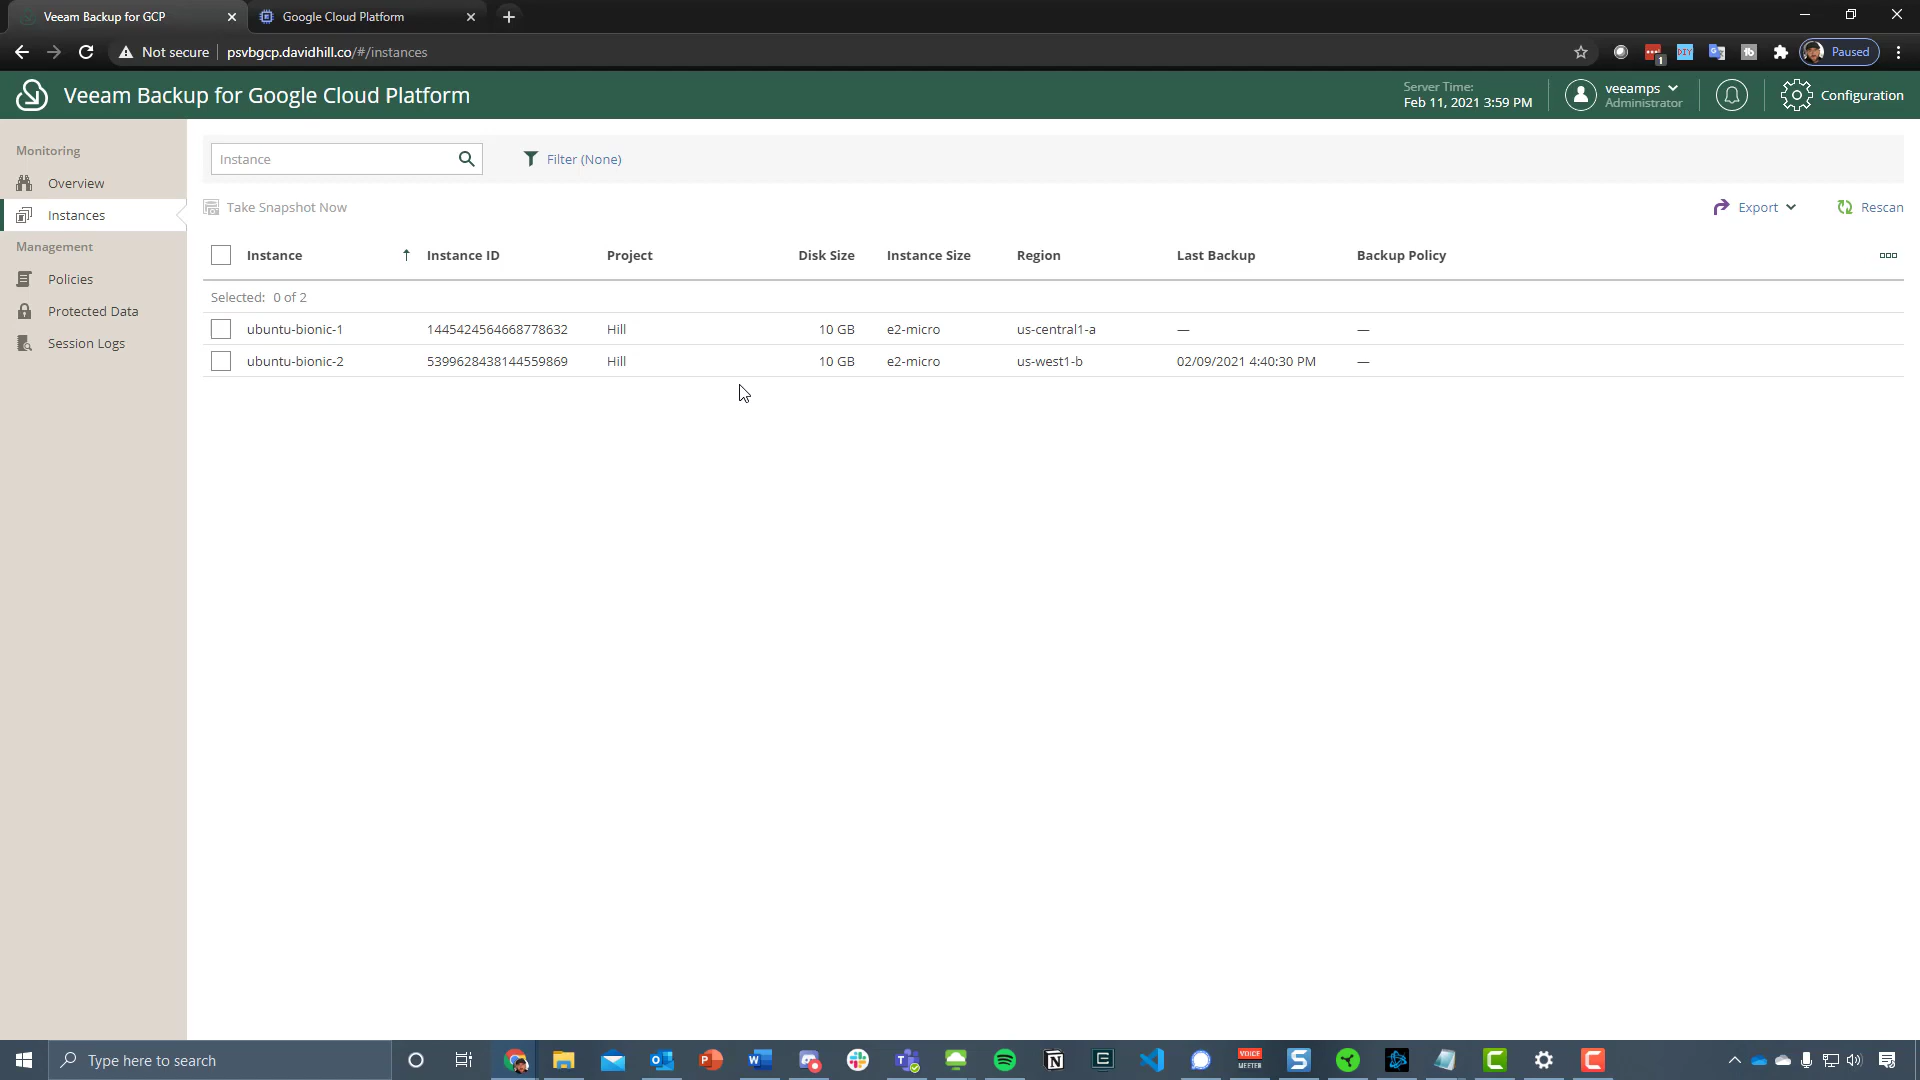 Veeam Backup for GCP
Google Cloud Platform
Not secure psvbgcp.davidhill.co/#/instances
1
DIY
Paused
Veeam Backup for Google Cloud Platform
Server Time:
Feb 11, 2021 3:59 PM
veeamps
Administrator
Configuration
Monitoring
Overview
Instances
Management
Policies
Protected Data
Session Logs
Instance
Filter (None)
Take Snapshot Now
Export
Rescan
Instance ↑ Instance ID Project Disk Size Instance Size Region Last Backup Backup Policy
Selected: 0 of 2
ubuntu-bionic-1 1445424564668778632 Hill 10 GB e2-micro us-central1-a — —
ubuntu-bionic-2 5399628438144559869 Hill 10 GB e2-micro us-west1-b 02/09/2021 4:40:30 PM —
Type here to search
VOICE
MEETER